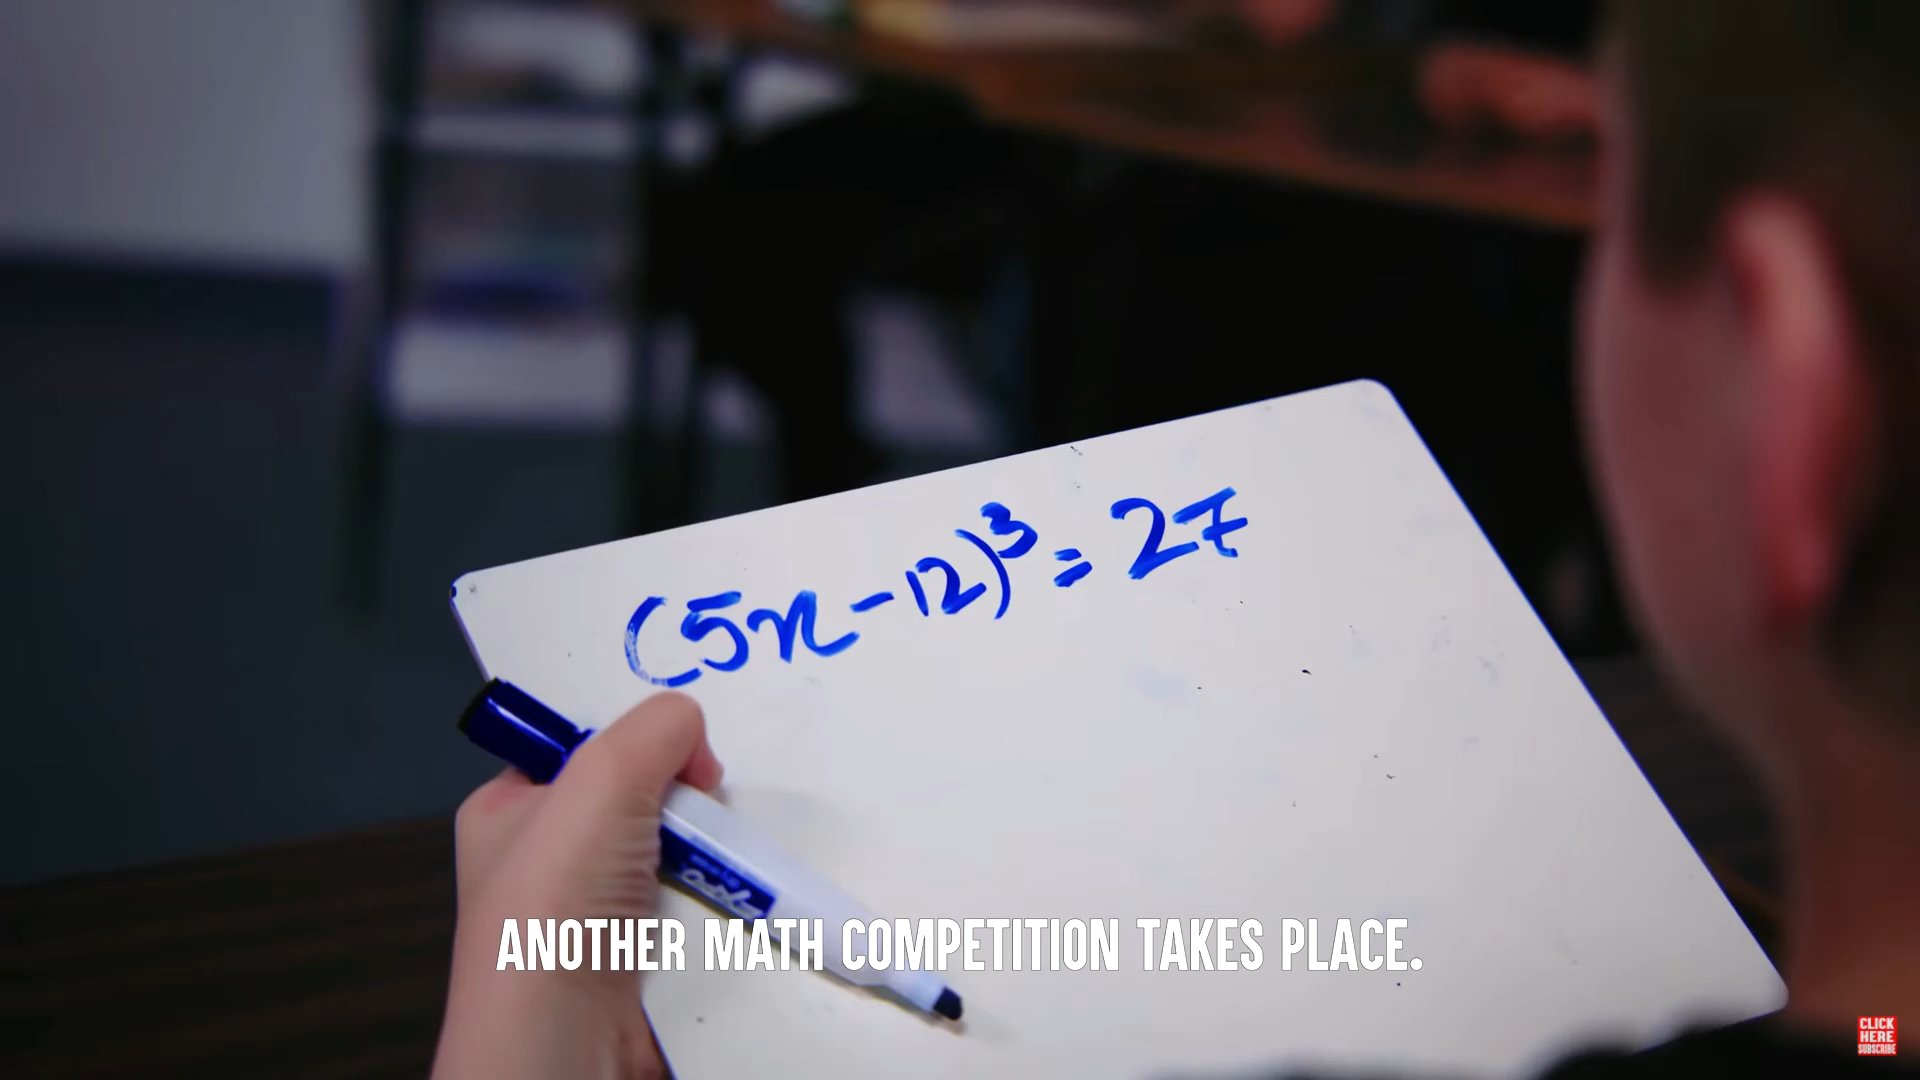 (5x-12)³=27
ANOTHER MATH COMPETITION TAKES PLACE.
CLICK
HERE
SUBSCRIBE